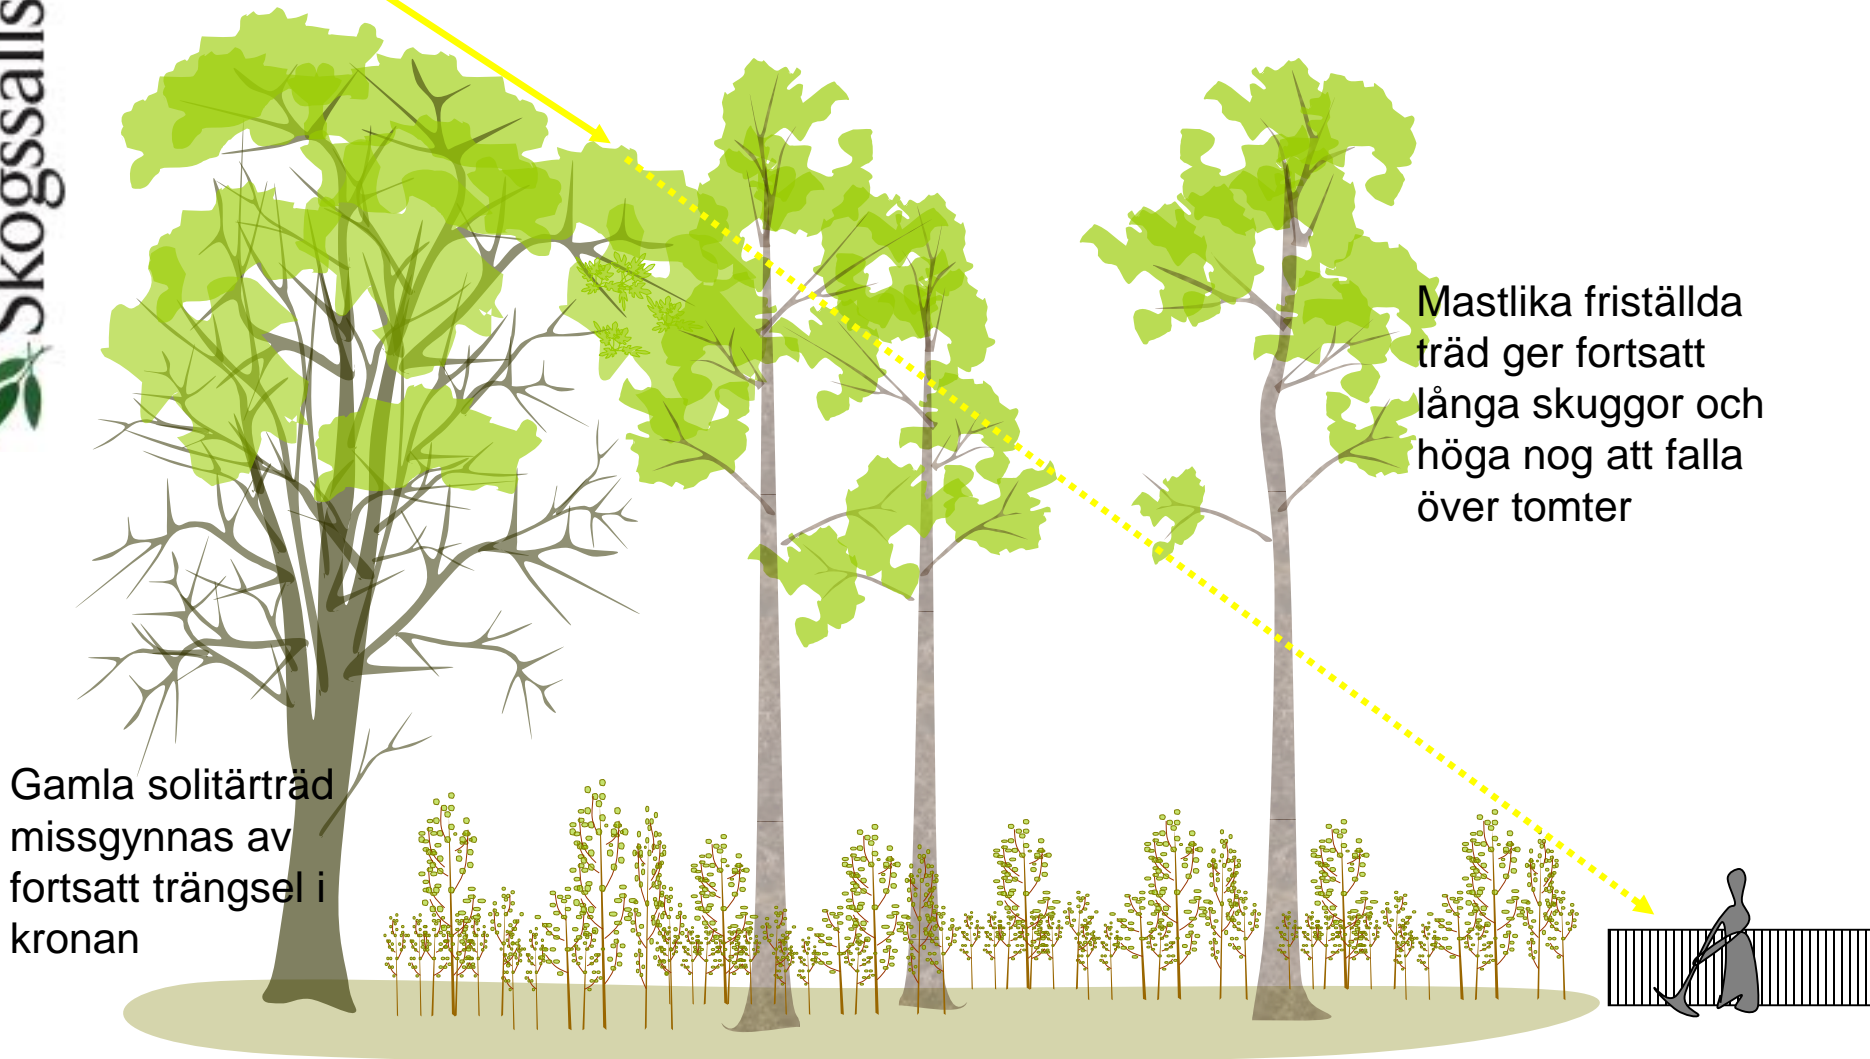 Mastlika friställda
träd ger fortsatt
långa skuggor och
höga nog att falla
över tomter
Gamla solitärträd
missgynnas av
fortsatt trängsel i
kronan